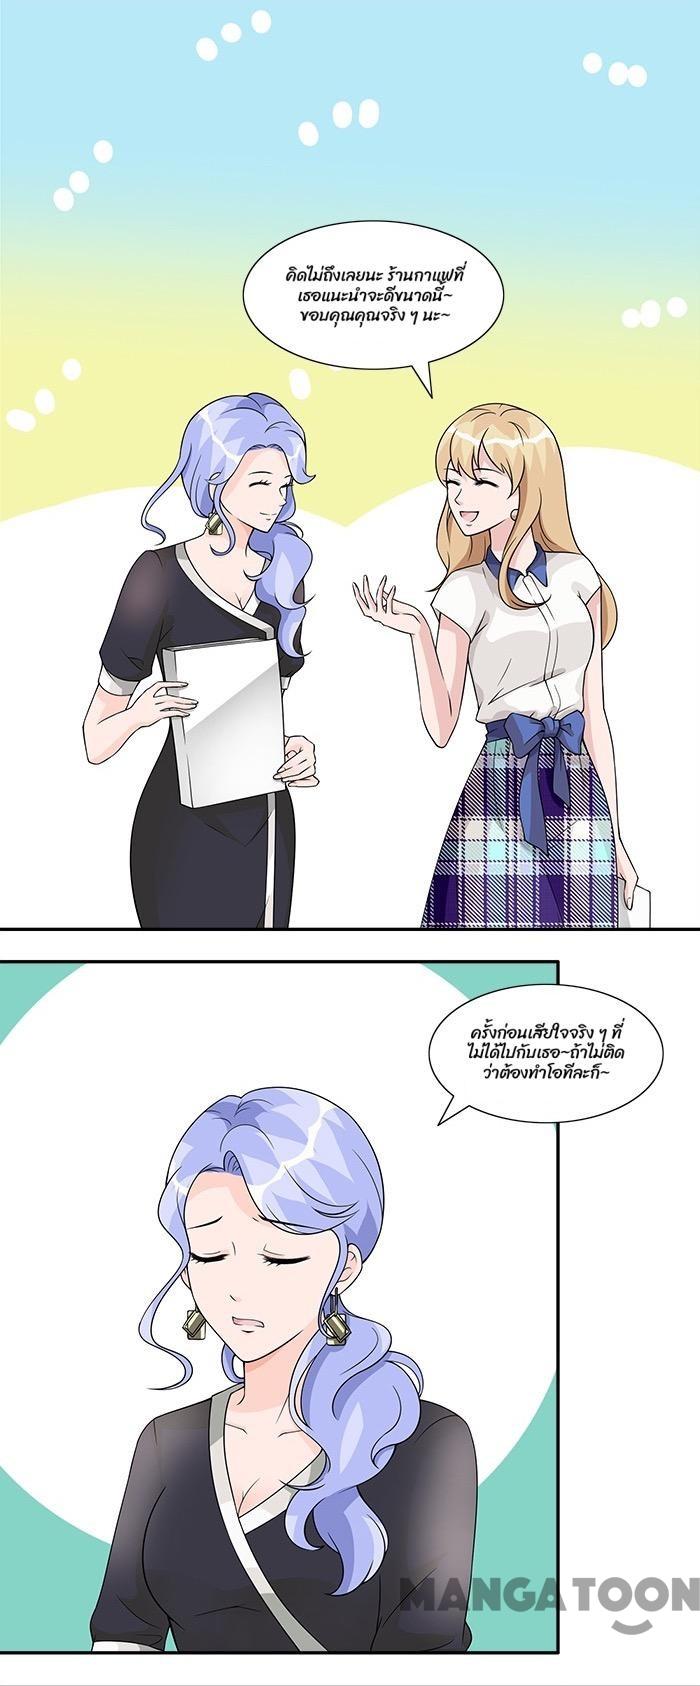 คิดไม่ถึงเลยนะ ร้านกาแฟที่
เธอแนะนำจะดีขนาดนี้~
ขอบคุณคุณจริง ๆ นะ~
ครั้งก่อนเสียใจจริง ๆ ที่
ไม่ได้ไปกับเธอ~ถ้าไม่ติด
ว่าต้องทำโอทีละก็~
MANGATOON